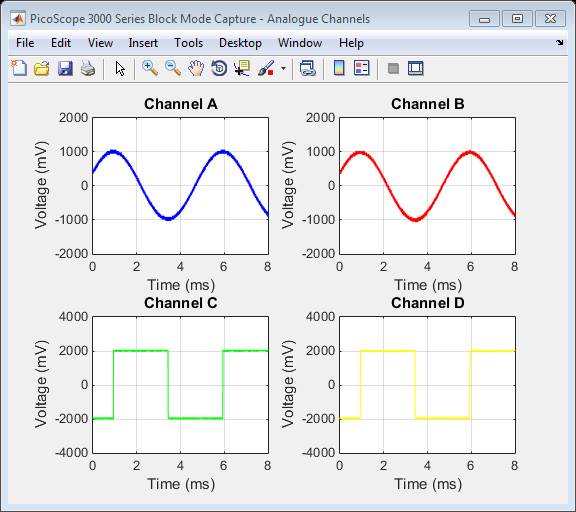 PicoScope 3000 Series Block Mode Capture - Analogue Channels
File Edit View Insert Tools Desktop Window Help
Channel A
2000
1000
0
-1000
-2000
Voltage (mV)
0 2 4 6 8
Time (ms)
Channel B
2000
1000
0
-1000
-2000
Voltage (mV)
0 2 4 6 8
Time (ms)
Channel C
4000
2000
0
-2000
-4000
Voltage (mV)
0 2 4 6 8
Time (ms)
Channel D
4000
2000
0
-2000
-4000
Voltage (mV)
0 2 4 6 8
Time (ms)